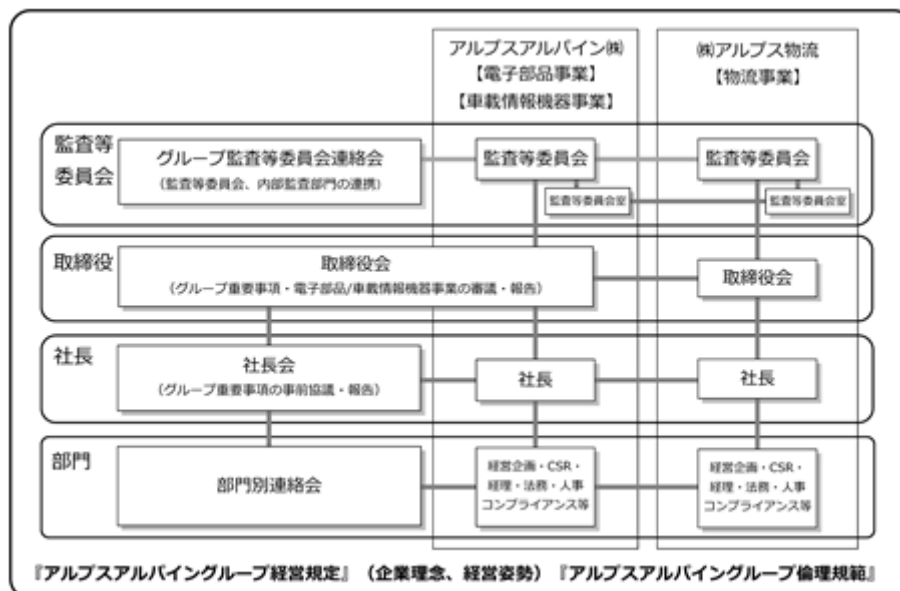 アルプスアルパイン㈱
【電子部品事業】
【車載情報機器事業】
㈱アルプス物流
【物流事業】
監査等
委員会
グループ監査等委員会連絡会
（監査等委員会、内部監査部門の連携）
監査等委員会
監査等委員会室
監査等委員会
監査等委員会室
取締役
取締役会
（グループ重要事項・電子部品/車載情報機器事業の審議・報告）
取締役会
社長
社長会
（グループ重要事項の事前協議・報告）
社長
社長
部門
部門別連絡会
経営企画・CSR・
経理・法務・人事
コンプライアンス等
経営企画・CSR・
経理・法務・人事
コンプライアンス等
『アルプスアルパイングループ経営規定』（企業理念、経営姿勢）『アルプスアルパイングループ倫理規範』